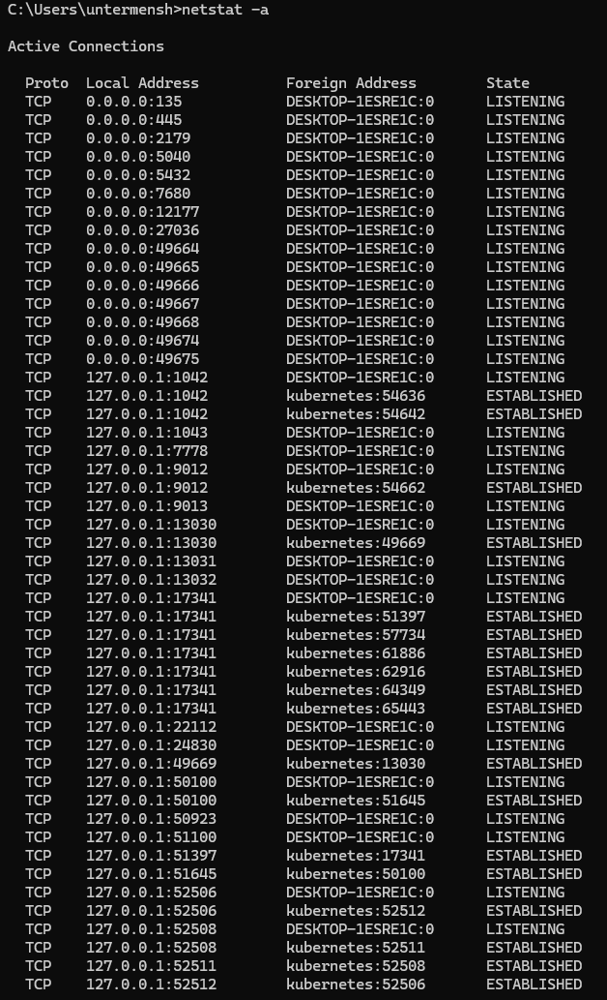 C:\Users\untermensh>netstat -a
Active Connections
Proto  Local Address          Foreign Address        State
TCP    0.0.0.0:135            DESKTOP-1ESRE1C:0      LISTENING
TCP    0.0.0.0:445            DESKTOP-1ESRE1C:0      LISTENING
TCP    0.0.0.0:2179           DESKTOP-1ESRE1C:0      LISTENING
TCP    0.0.0.0:5040           DESKTOP-1ESRE1C:0      LISTENING
TCP    0.0.0.0:5432           DESKTOP-1ESRE1C:0      LISTENING
TCP    0.0.0.0:7680           DESKTOP-1ESRE1C:0      LISTENING
TCP    0.0.0.0:12177          DESKTOP-1ESRE1C:0      LISTENING
TCP    0.0.0.0:27036          DESKTOP-1ESRE1C:0      LISTENING
TCP    0.0.0.0:49664          DESKTOP-1ESRE1C:0      LISTENING
TCP    0.0.0.0:49665          DESKTOP-1ESRE1C:0      LISTENING
TCP    0.0.0.0:49666          DESKTOP-1ESRE1C:0      LISTENING
TCP    0.0.0.0:49667          DESKTOP-1ESRE1C:0      LISTENING
TCP    0.0.0.0:49668          DESKTOP-1ESRE1C:0      LISTENING
TCP    0.0.0.0:49674          DESKTOP-1ESRE1C:0      LISTENING
TCP    0.0.0.0:49675          DESKTOP-1ESRE1C:0      LISTENING
TCP    127.0.0.1:1042         DESKTOP-1ESRE1C:0      LISTENING
TCP    127.0.0.1:1042         kubernetes:54636       ESTABLISHED
TCP    127.0.0.1:1042         kubernetes:54642       ESTABLISHED
TCP    127.0.0.1:1043         DESKTOP-1ESRE1C:0      LISTENING
TCP    127.0.0.1:7778         DESKTOP-1ESRE1C:0      LISTENING
TCP    127.0.0.1:9012         DESKTOP-1ESRE1C:0      LISTENING
TCP    127.0.0.1:9012         kubernetes:54662       ESTABLISHED
TCP    127.0.0.1:9013         DESKTOP-1ESRE1C:0      LISTENING
TCP    127.0.0.1:13030        DESKTOP-1ESRE1C:0      LISTENING
TCP    127.0.0.1:13030        kubernetes:49669       ESTABLISHED
TCP    127.0.0.1:13031        DESKTOP-1ESRE1C:0      LISTENING
TCP    127.0.0.1:13032        DESKTOP-1ESRE1C:0      LISTENING
TCP    127.0.0.1:17341        DESKTOP-1ESRE1C:0      LISTENING
TCP    127.0.0.1:17341        kubernetes:51397       ESTABLISHED
TCP    127.0.0.1:17341        kubernetes:57734       ESTABLISHED
TCP    127.0.0.1:17341        kubernetes:61886       ESTABLISHED
TCP    127.0.0.1:17341        kubernetes:62916       ESTABLISHED
TCP    127.0.0.1:17341        kubernetes:64349       ESTABLISHED
TCP    127.0.0.1:17341        kubernetes:65443       ESTABLISHED
TCP    127.0.0.1:22112        DESKTOP-1ESRE1C:0      LISTENING
TCP    127.0.0.1:24830        DESKTOP-1ESRE1C:0      LISTENING
TCP    127.0.0.1:49669        kubernetes:13030       ESTABLISHED
TCP    127.0.0.1:50100        DESKTOP-1ESRE1C:0      LISTENING
TCP    127.0.0.1:50100        kubernetes:51645       ESTABLISHED
TCP    127.0.0.1:50923        DESKTOP-1ESRE1C:0      LISTENING
TCP    127.0.0.1:51100        DESKTOP-1ESRE1C:0      LISTENING
TCP    127.0.0.1:51397        kubernetes:17341       ESTABLISHED
TCP    127.0.0.1:51645        kubernetes:50100       ESTABLISHED
TCP    127.0.0.1:52506        DESKTOP-1ESRE1C:0      LISTENING
TCP    127.0.0.1:52506        kubernetes:52512       ESTABLISHED
TCP    127.0.0.1:52508        DESKTOP-1ESRE1C:0      LISTENING
TCP    127.0.0.1:52508        kubernetes:52511       ESTABLISHED
TCP    127.0.0.1:52511        kubernetes:52508       ESTABLISHED
TCP    127.0.0.1:52512        kubernetes:52506       ESTABLISHED